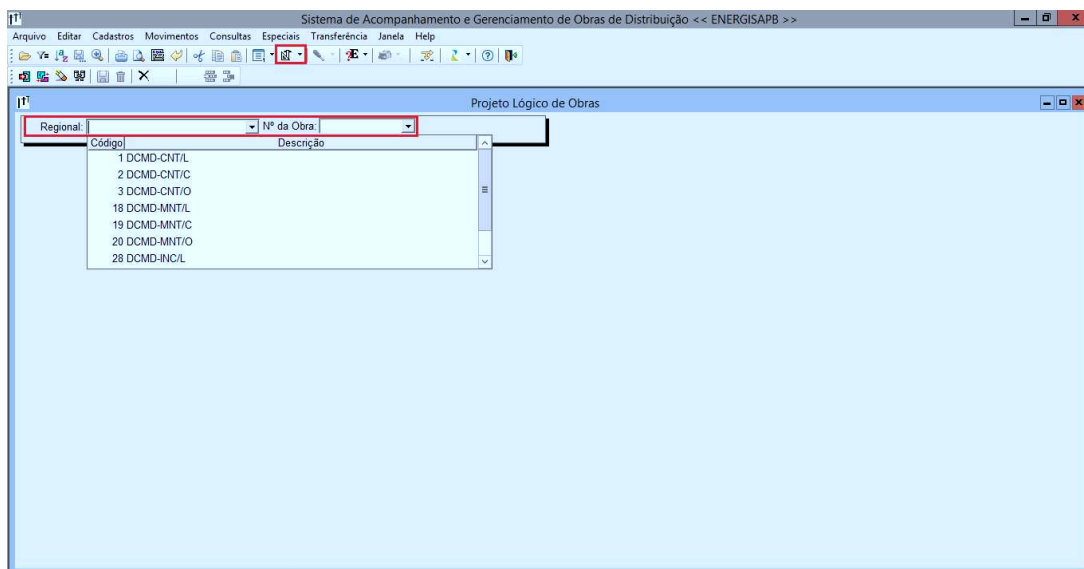 Sistema de Acompanhamento e Gerenciamento de Obras de Distribuição << ENERGISAPB >>
Arquivo Editar Cadastros Movimentos Consultas Especiais Transferência Janela Help
Projeto Lógico de Obras
Regional: Nº da Obra:
Código Descrição
1 DCMD-CNT/L
2 DCMD-CNT/C
3 DCMD-CNT/O
18 DCMD-MNT/L
19 DCMD-MNT/C
20 DCMD-MNT/O
28 DCMD-INC/L